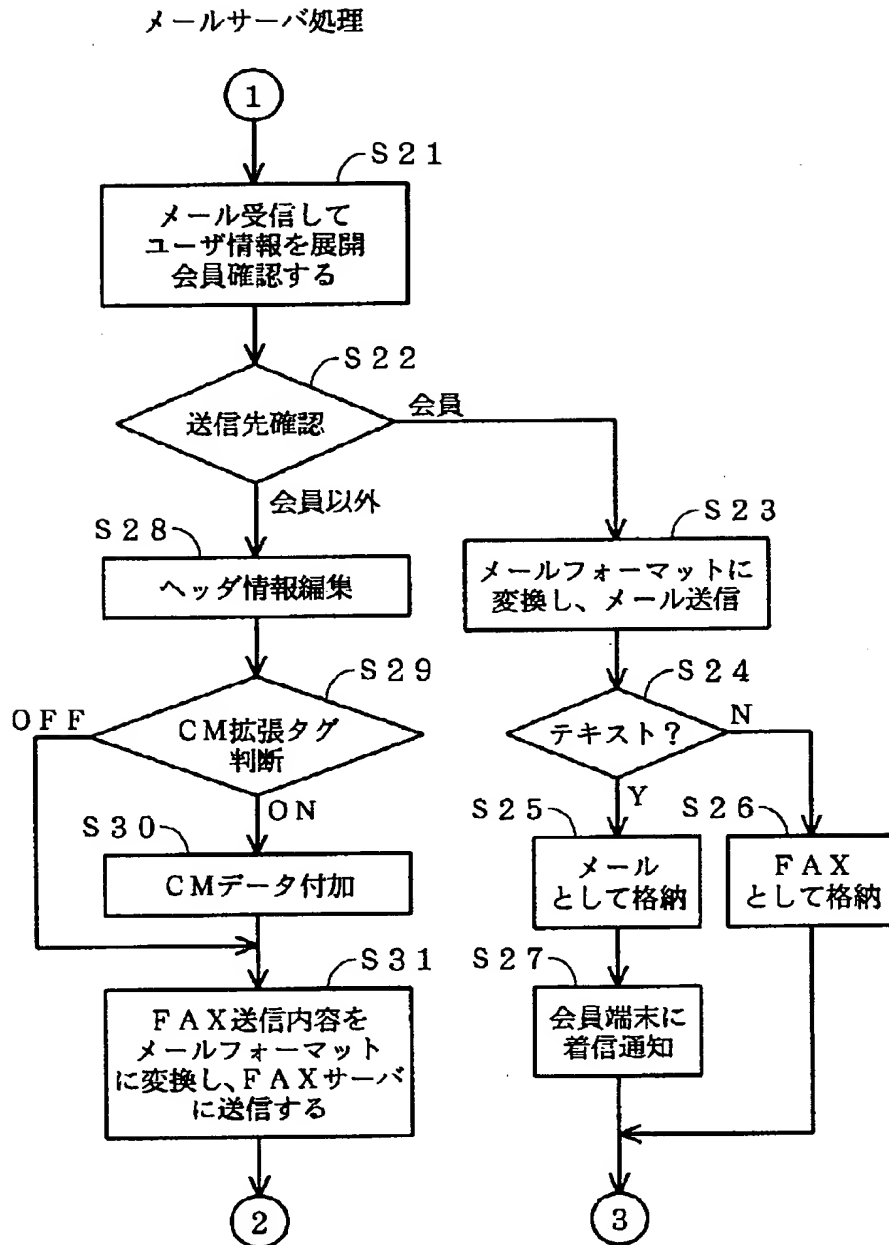 メールサーバ処理
1
S21
メール受信して
ユーザ情報を展開
会員確認する
S22
送信先確認
会員
会員以外
S28
ヘッダ情報編集
S29
OFF
CM拡張タグ
判断
ON
S30
CMデータ付加
S31
FAX送信内容を
メールフォーマット
に変換し、FAXサーバ
に送信する
2
S23
メールフォーマットに
変換し、メール送信
S24
テキスト?
N
Y
S25
メール
として格納
S26
FAX
として格納
S27
会員端末に
着信通知
3